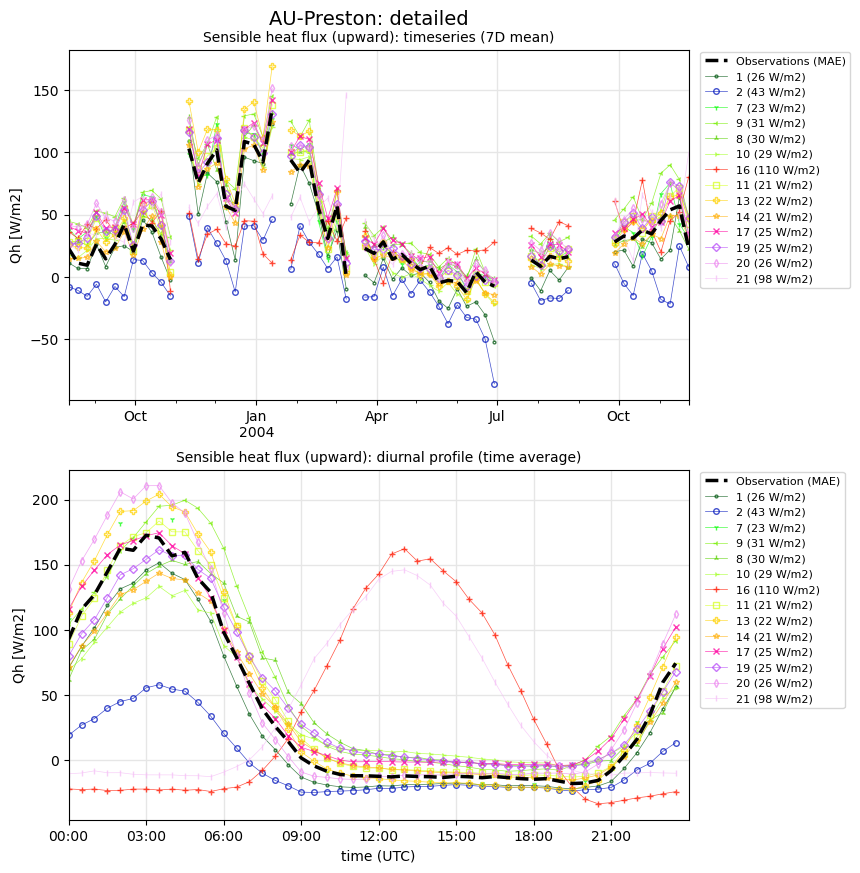 AU-Preston: detailed
Sensible heat flux (upward): timeseries (7D mean)
Qh [W/m2]
150
100
50
0
−50
Oct
Jan
2004
Apr
Jul
Oct
Observations (MAE)
1 (26 W/m2)
2 (43 W/m2)
7 (23 W/m2)
9 (31 W/m2)
8 (30 W/m2)
10 (29 W/m2)
16 (110 W/m2)
11 (21 W/m2)
13 (22 W/m2)
14 (21 W/m2)
17 (25 W/m2)
19 (25 W/m2)
20 (26 W/m2)
21 (98 W/m2)
Sensible heat flux (upward): diurnal profile (time average)
Qh [W/m2]
200
150
100
50
0
00:00
03:00
06:00
09:00
12:00
15:00
18:00
21:00
time (UTC)
Observation (MAE)
1 (26 W/m2)
2 (43 W/m2)
7 (23 W/m2)
9 (31 W/m2)
8 (30 W/m2)
10 (29 W/m2)
16 (110 W/m2)
11 (21 W/m2)
13 (22 W/m2)
14 (21 W/m2)
17 (25 W/m2)
19 (25 W/m2)
20 (26 W/m2)
21 (98 W/m2)